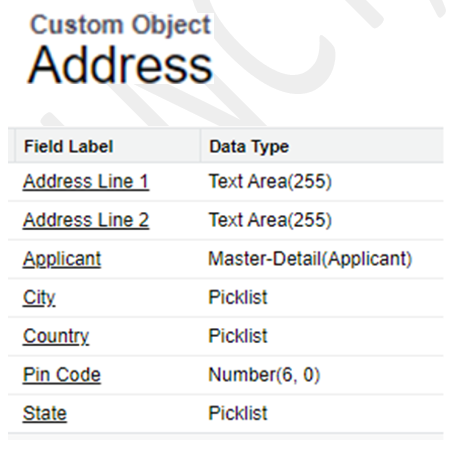 Custom Object
Address
Field Label Data Type
Address Line 1 Text Area(255)
Address Line 2 Text Area(255)
Applicant Master-Detail(Applicant)
City Picklist
Country Picklist
Pin Code Number(6, 0)
State Picklist